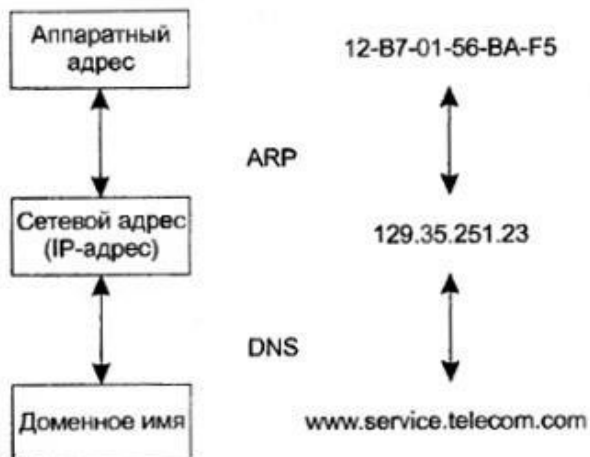 Аппаратный
адрес
12-B7-01-56-BA-F5
ARP
Сетевой адрес
(IP-адрес)
129.35.251.23
DNS
Доменное имя
www.service.telecom.com